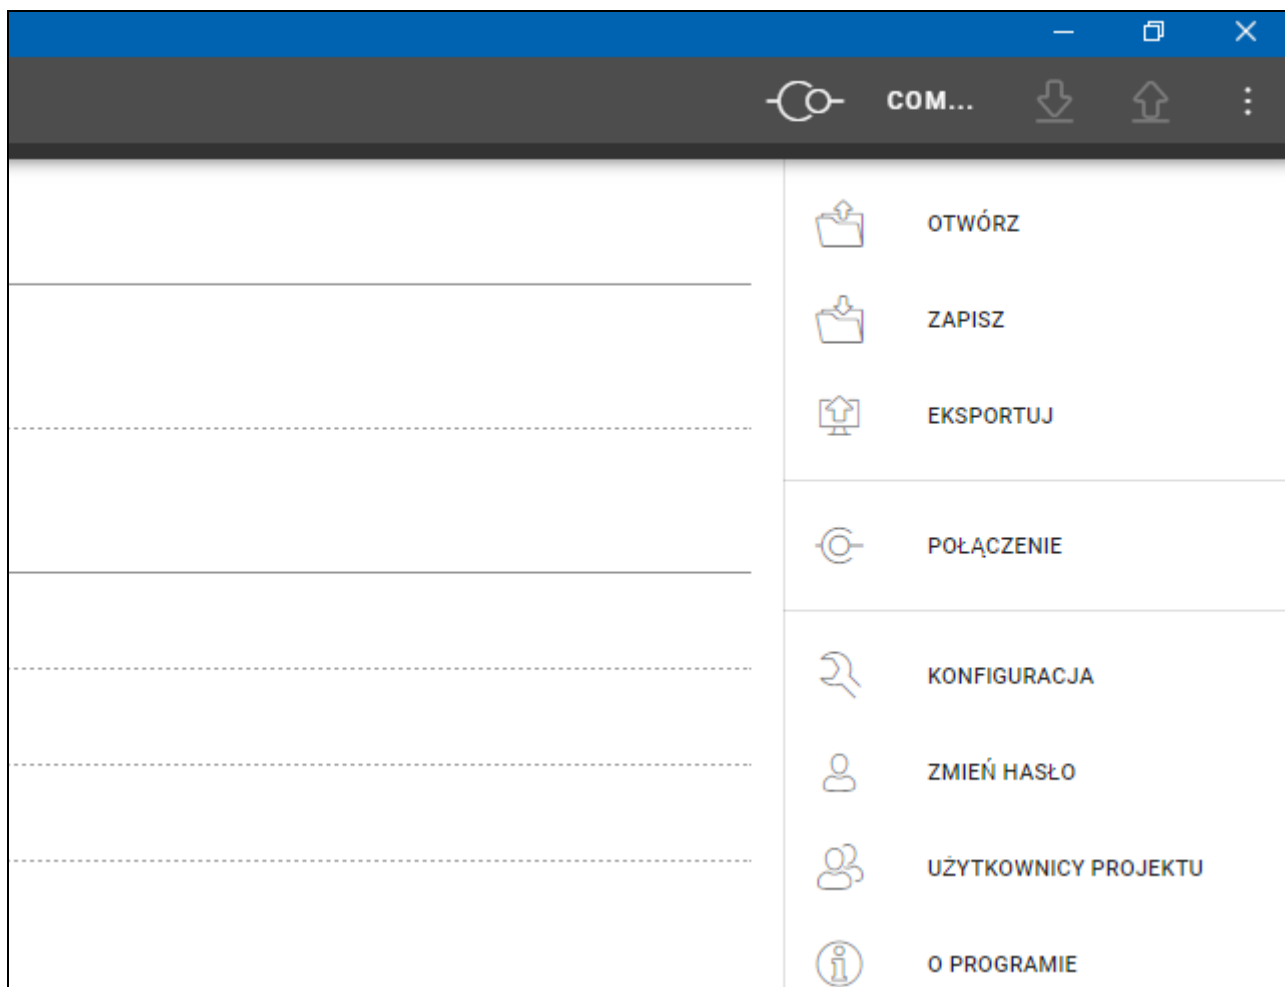 COM...
OTWÓRZ
ZAPISZ
EKSPORTUJ
POŁĄCZENIE
KONFIGURACJA
ZMIEŃ HASŁO
UŻYTKOWNICY PROJEKTU
O PROGRAMIE